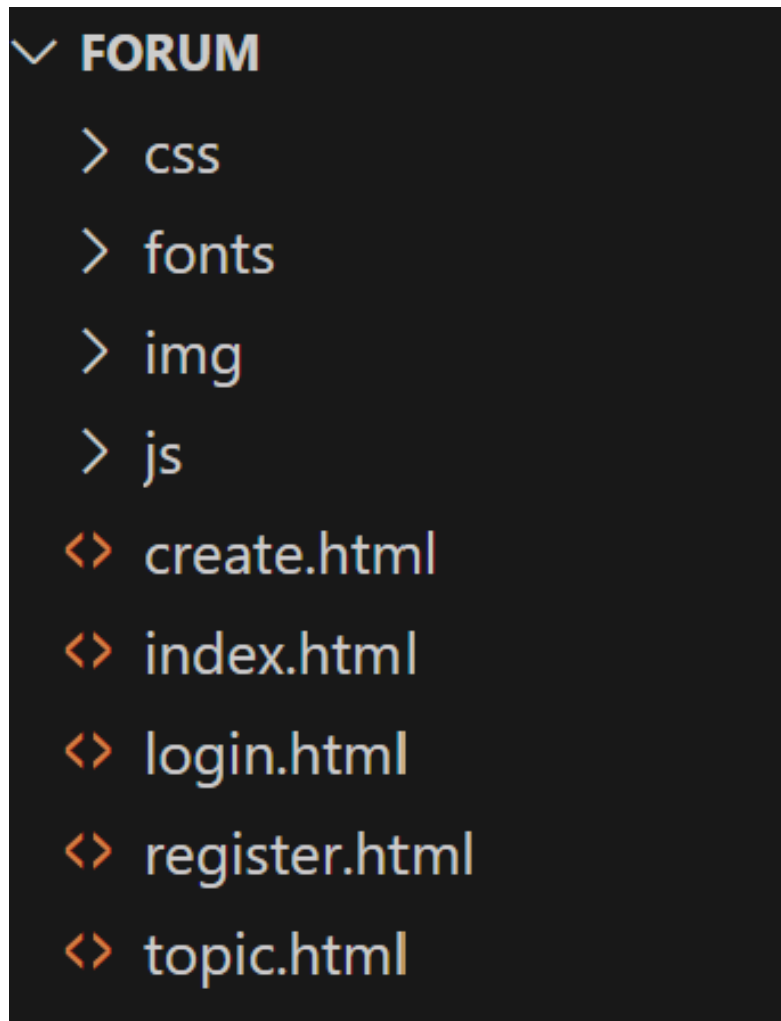 FORUM
css
fonts
img
js
create.html
index.html
login.html
register.html
topic.html